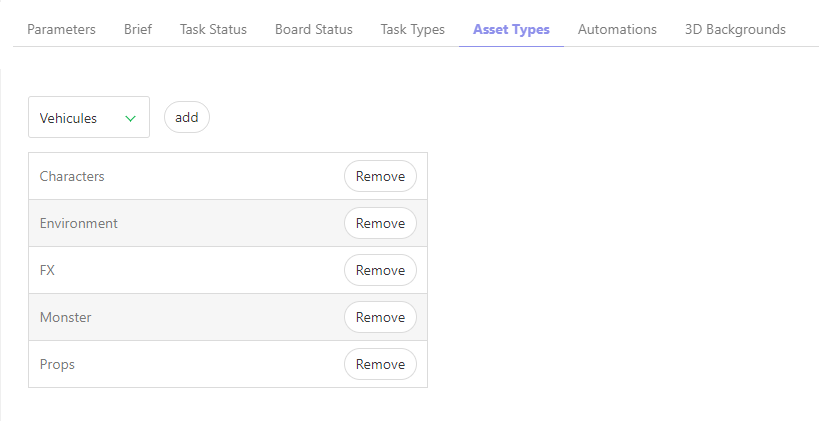 Parameters Brief Task Status Board Status Task Types Asset Types Automations 3D Backgrounds
Vehicules add
Characters Remove
Environment Remove
FX Remove
Monster Remove
Props Remove